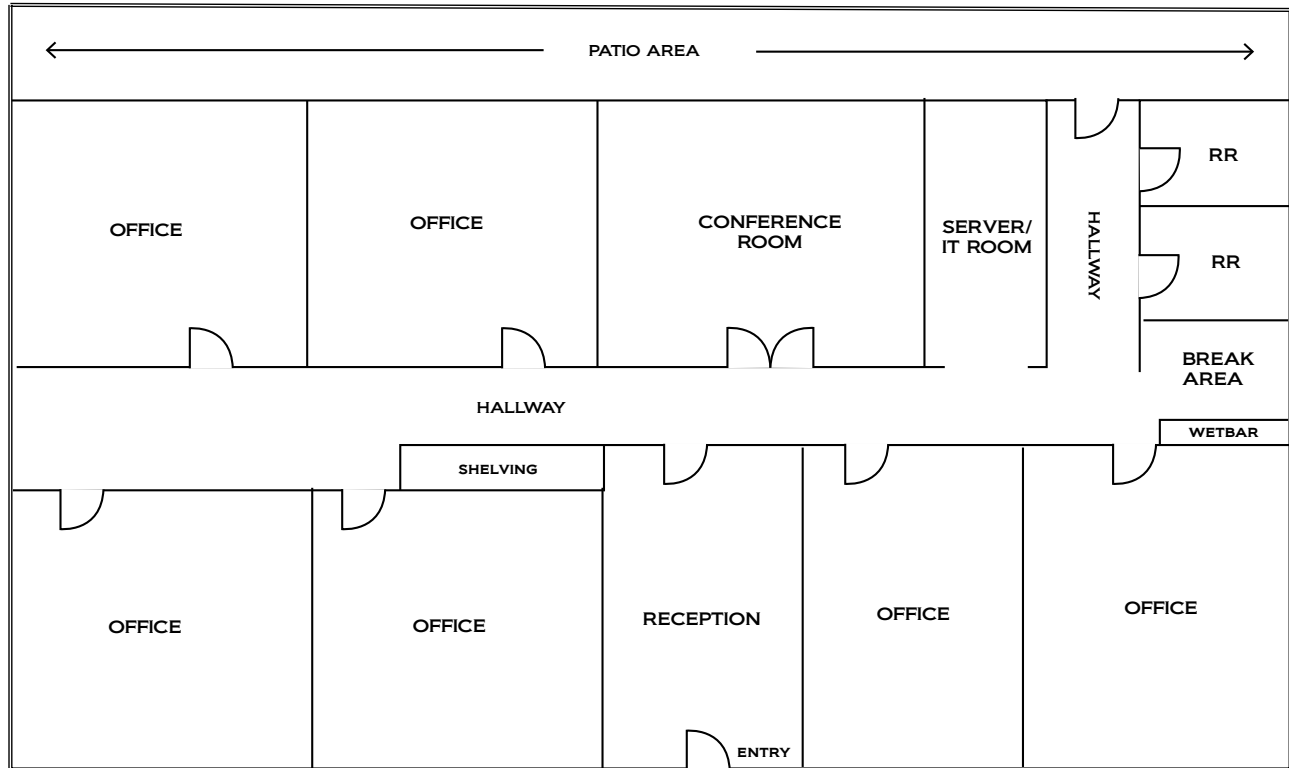 PATIO AREA
OFFICE
OFFICE
CONFERENCE
ROOM
SERVER/
IT ROOM
HALLWAY
RR
RR
BREAK
AREA
HALLWAY
WETBAR
SHELVING
OFFICE
OFFICE
RECEPTION
OFFICE
OFFICE
ENTRY